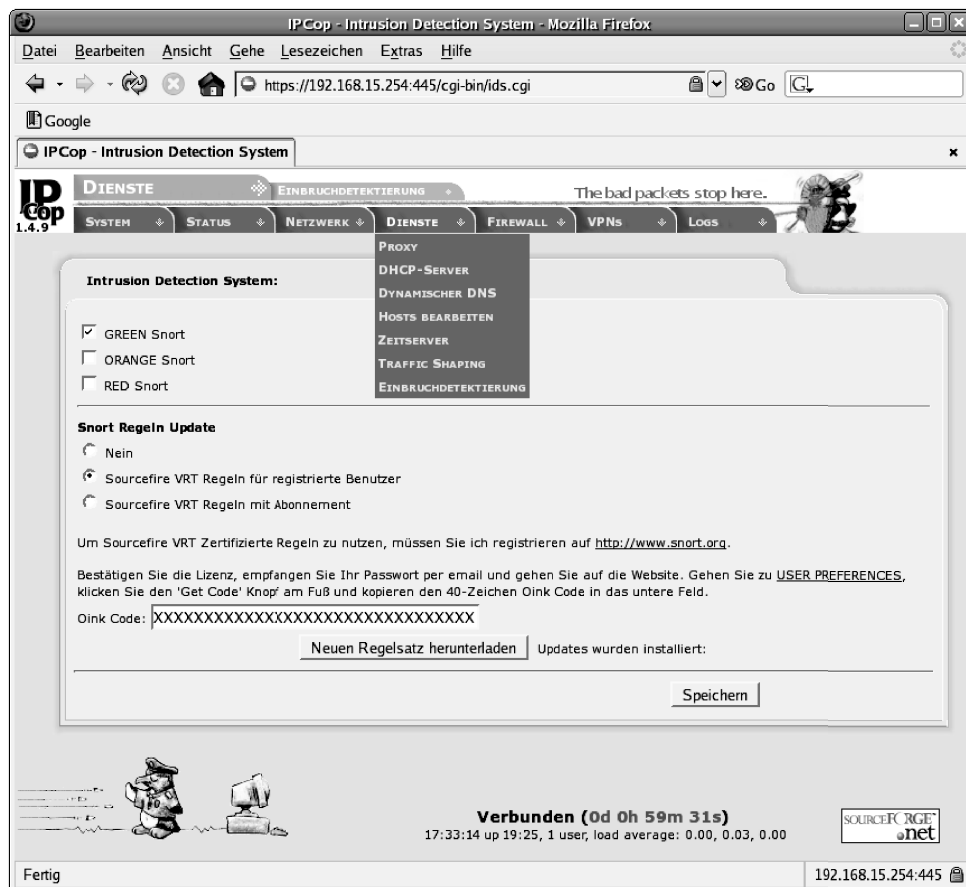 IPCop - Intrusion Detection System - Mozilla Firefox
Datei Bearbeiten Ansicht Gehe Lesezeichen Extras Hilfe
https://192.168.15.254:445/cgi-bin/ids.cgi Go G
Google
IPCop - Intrusion Detection System
IP Cop 1.4.9
DIENSTE EINBRUCHDETEKTIERUNG The bad packets stop here.
SYSTEM STATUS NETZWERK DIENSTE FIREWALL VPNS LOGS
PROXY
DHCP-SERVER
DYNAMISCHER DNS
HOSTS BEARBEITEN
ZEITSERVER
TRAFFIC SHAPING
EINBRUCHDETEKTIERUNG
Intrusion Detection System:
GREEN Snort
ORANGE Snort
RED Snort
Snort Regeln Update
Nein
Sourcefire VRT Regeln für registrierte Benutzer
Sourcefire VRT Regeln mit Abonnement
Um Sourcefire VRT Zertifizierte Regeln zu nutzen, müssen Sie ich registrieren auf http://www.snort.org.
Bestätigen Sie die Lizenz, empfangen Sie Ihr Passwort per email und gehen Sie auf die Website. Gehen Sie zu USER PREFERENCES,
klicken Sie den 'Get Code' Knopf am Fuß und kopieren den 40-Zeichen Oink Code in das untere Feld.
Oink Code: XXXXXXXXXXXXXXXXXXXXXXXXXXXXXXXX
Neuen Regelsatz herunterladen Updates wurden installiert:
Speichern
Verbunden (0d 0h 59m 31s)
17:33:14 up 19:25, 1 user, load average: 0.00, 0.03, 0.00
SOURCEFORGE .net
Fertig 192.168.15.254:445